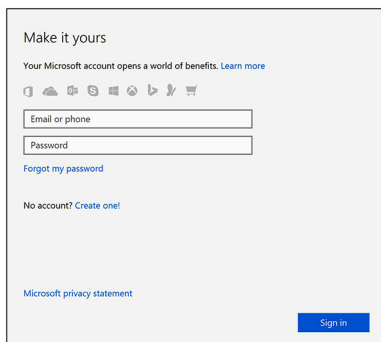 Make it yours
Your Microsoft account opens a world of benefits. Learn more
Email or phone
Password
Forgot my password
No account? Create one!
Microsoft privacy statement
Sign in